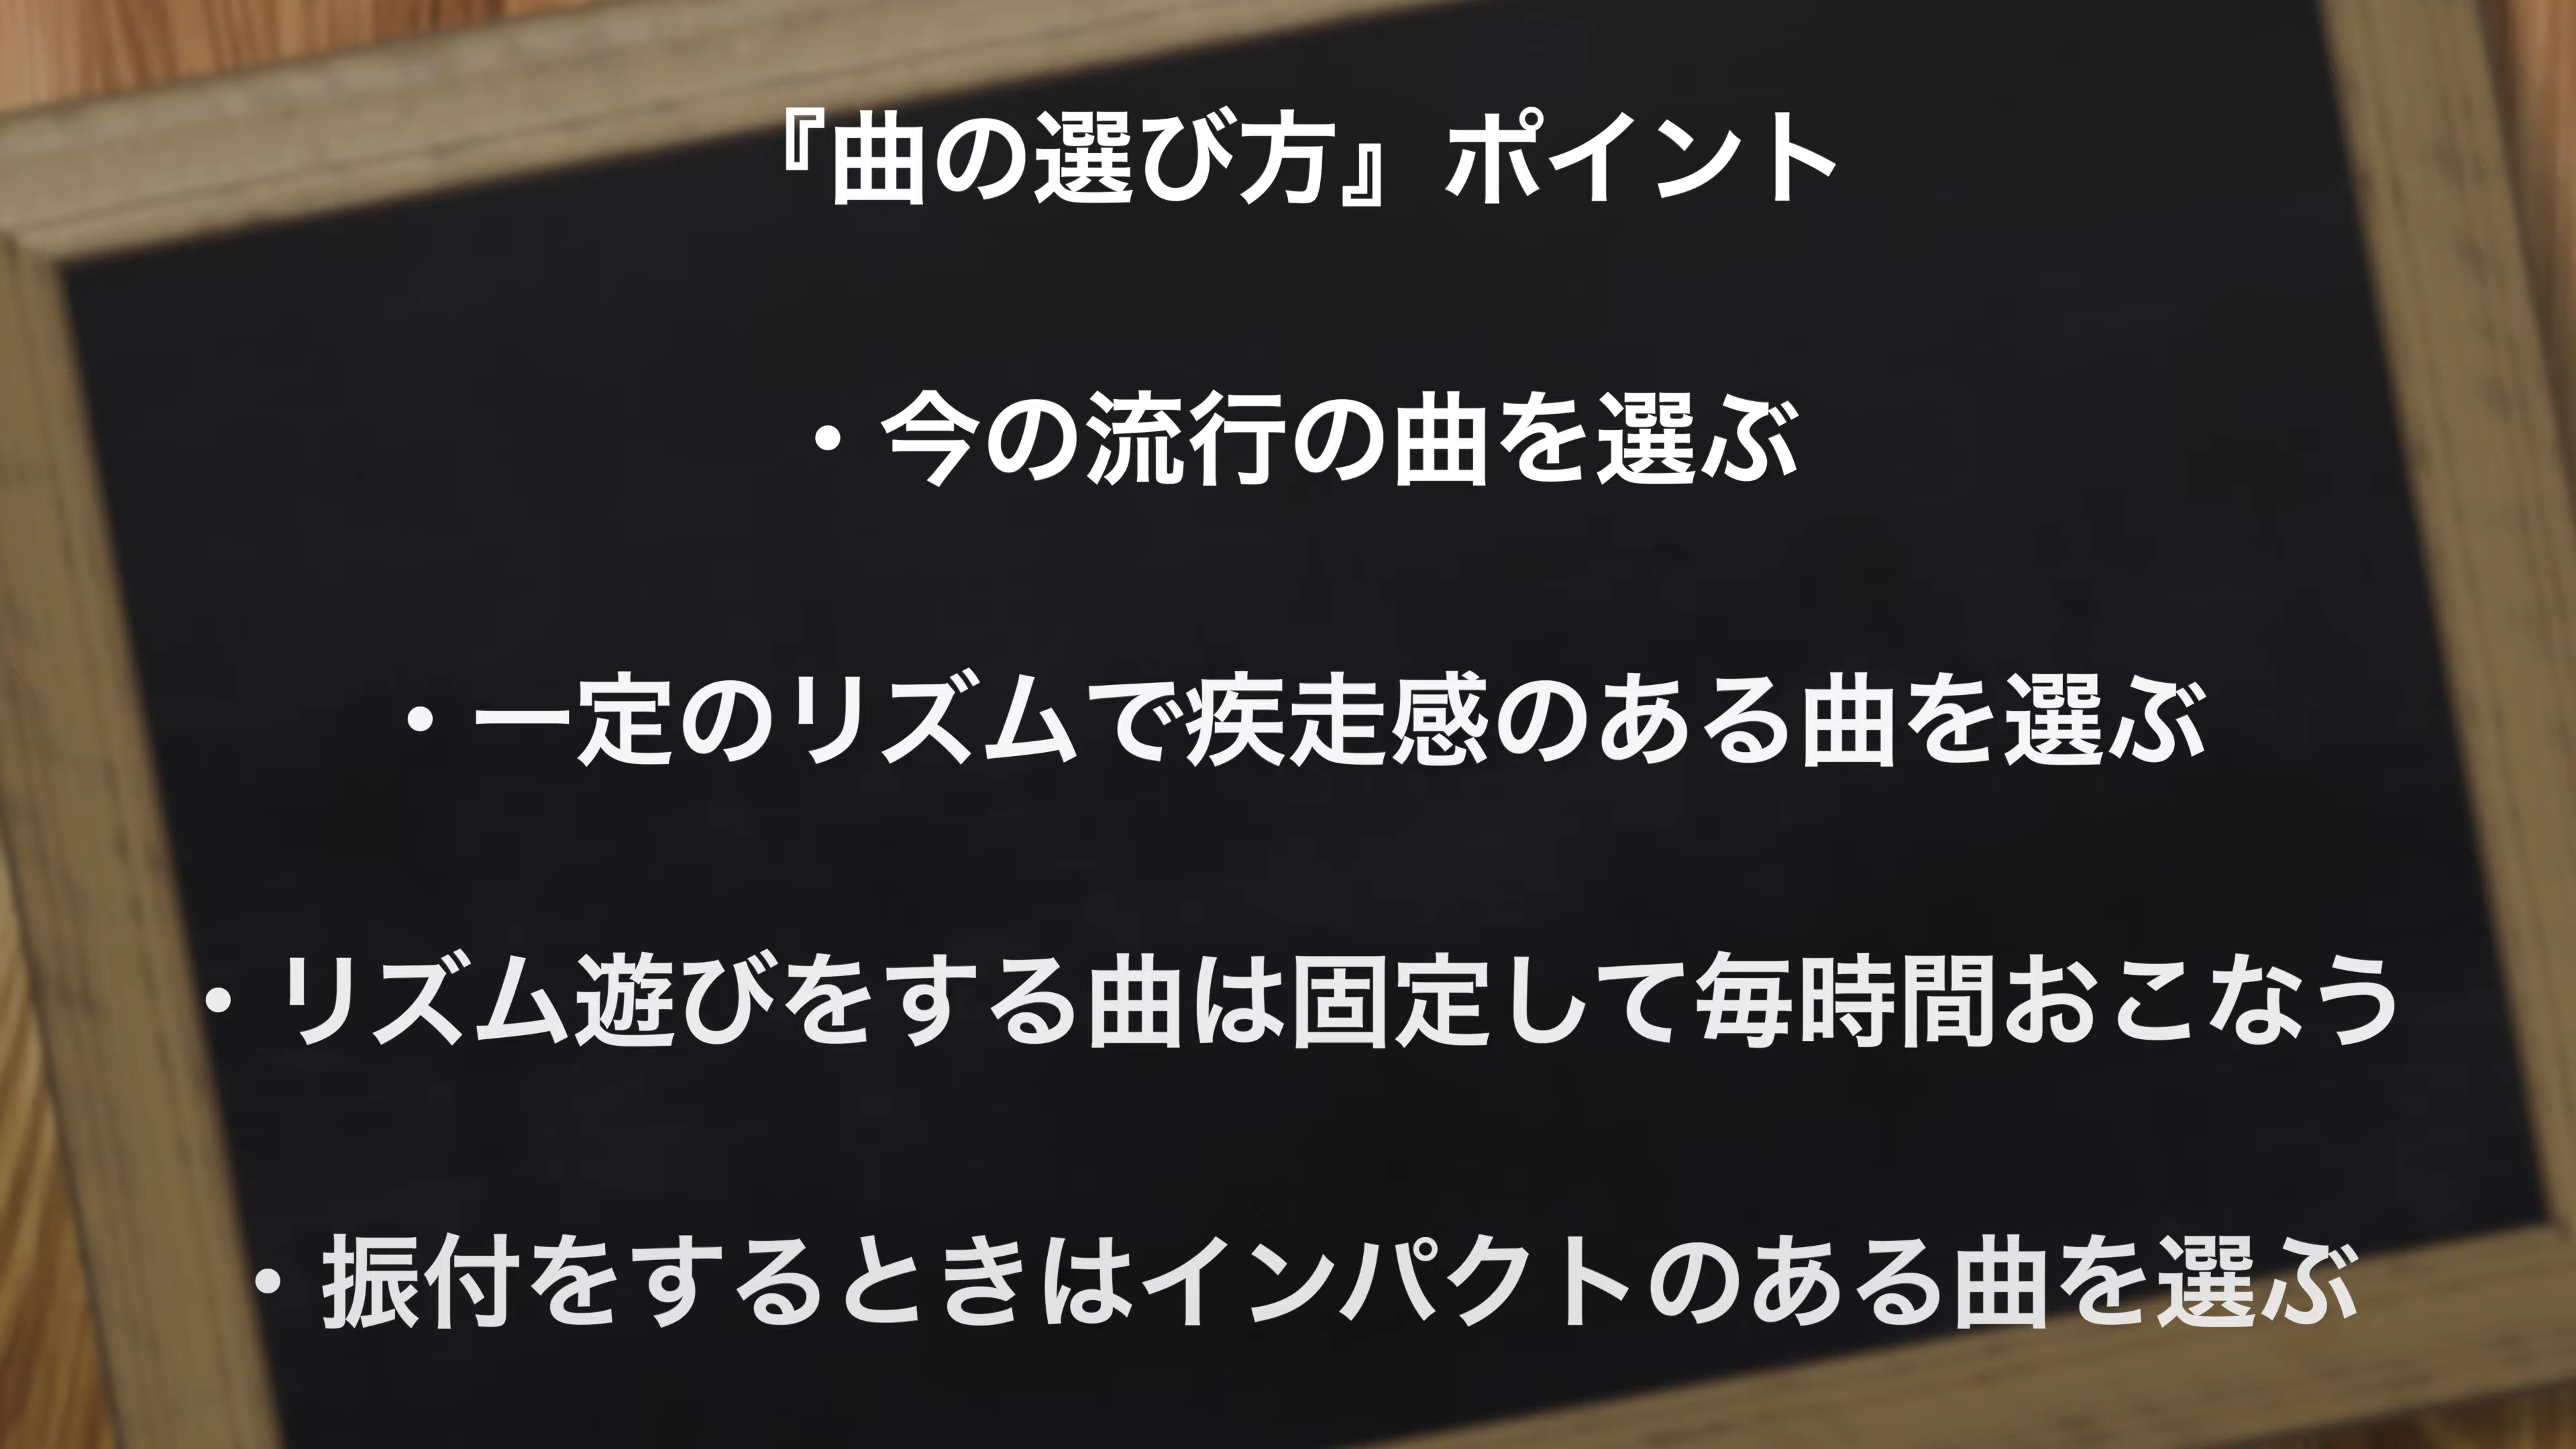 『曲の選び方』ポイント
・今の流行の曲を選ぶ
・一定のリズムで疾走感のある曲を選ぶ
・リズム遊びをする曲は固定して毎時間おこなう
・振付をするときはインパクトのある曲を選ぶ